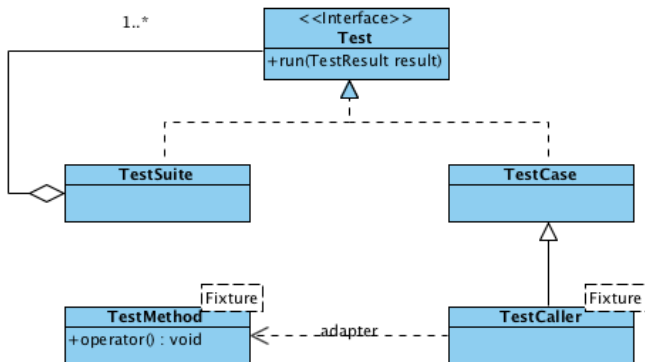 1..*
<<Interface>>
Test
+run(TestResult result)
TestSuite
TestCase
Fixture
Fixture
TestMethod
TestCaller
+operator() : void
adapter